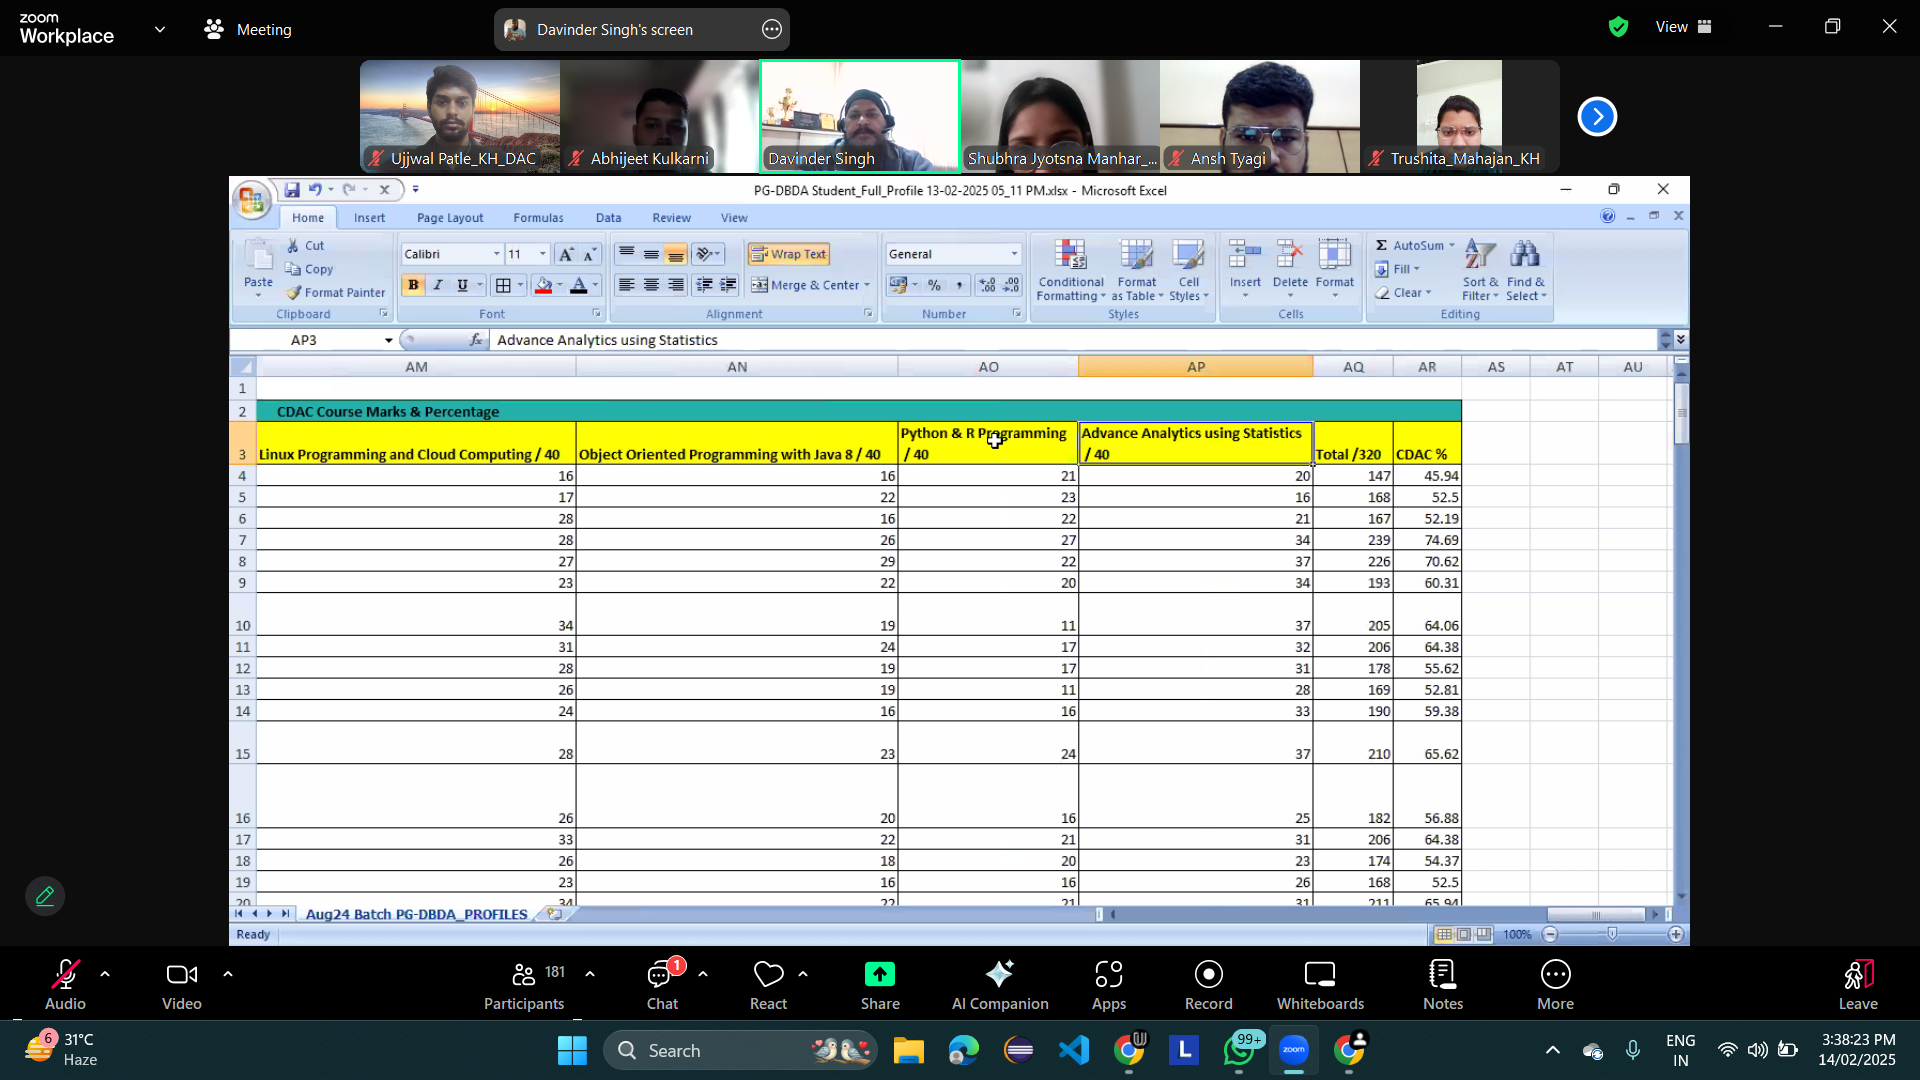 zoom
Workplace
Meeting
Davinder Singh's screen
View
Ujjwal Patle_KH_DAC
Abhijeet Kulkarni
Davinder Singh
Shubhra Jyotsna Manhar_...
Ansh Tyagi
Trushita_Mahajan_KH
PG-DBDA Student_Full_Profile 13-02-2025 05_11 PM.xlsx - Microsoft Excel
Home Insert Page Layout Formulas Data Review View
Paste
Cut
Copy
Format Painter
Clipboard
Calibri 11
B I U
Font
Wrap Text
Merge & Center
Alignment
General
Number
Conditional Formatting
Format as Table
Cell Styles
Styles
Insert Delete Format
Cells
Σ AutoSum
Fill
Clear
Sort & Filter
Find & Select
Editing
AP3 fx Advance Analytics using Statistics
AM AN AO AP AQ AR AS AT AU
1
2 CDAC Course Marks & Percentage
3 Linux Programming and Cloud Computing / 40 Object Oriented Programming with Java 8 / 40 Python & R Programming / 40 Advance Analytics using Statistics / 40 Total /320 CDAC %
4 16 16 21 20 147 45.94
5 17 22 23 16 168 52.5
6 28 16 22 21 167 52.19
7 28 26 27 34 239 74.69
8 27 29 22 37 226 70.62
9 23 22 20 34 193 60.31
10 34 19 11 37 205 64.06
11 31 24 17 32 206 64.38
12 28 19 17 31 178 55.62
13 26 19 11 28 169 52.81
14 24 16 16 33 190 59.38
15 28 23 24 37 210 65.62
16 26 20 16 25 182 56.88
17 33 22 21 31 206 64.38
18 26 18 20 23 174 54.37
19 23 16 16 26 168 52.5
20 34 22 21 31 211 65.94
Aug24 Batch PG-DBDA_PROFILES
Ready
100%
Audio
Video
181
Participants
1
Chat
React
Share
AI Companion
Apps
Record
Whiteboards
Notes
More
Leave
6
31°C
Haze
Search
L
99+
zoom
ENG
IN
3:38:23 PM
14/02/2025